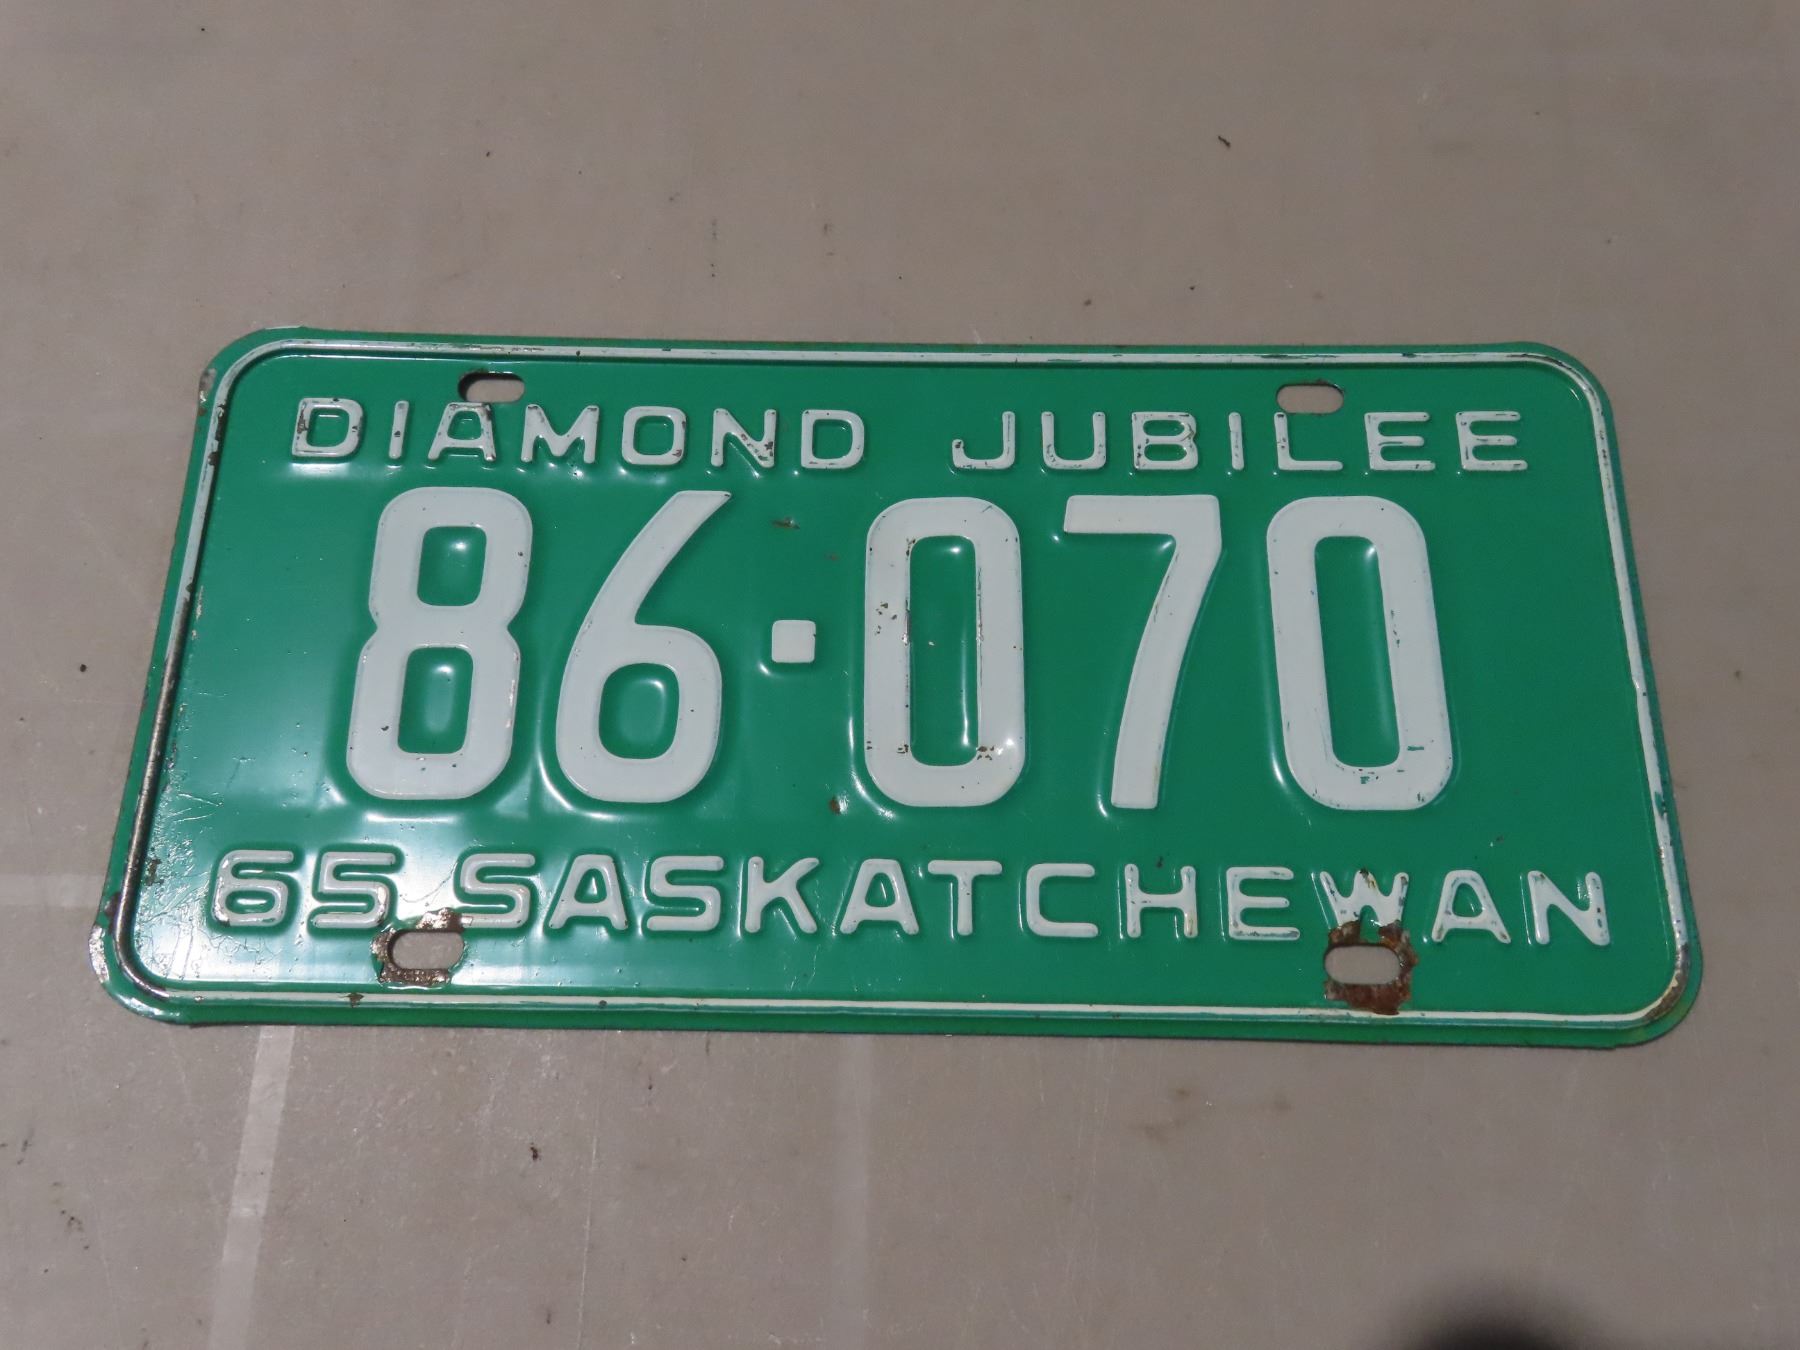 DIAMOND JUBILEE
86·070
65 SASKATCHEWAN